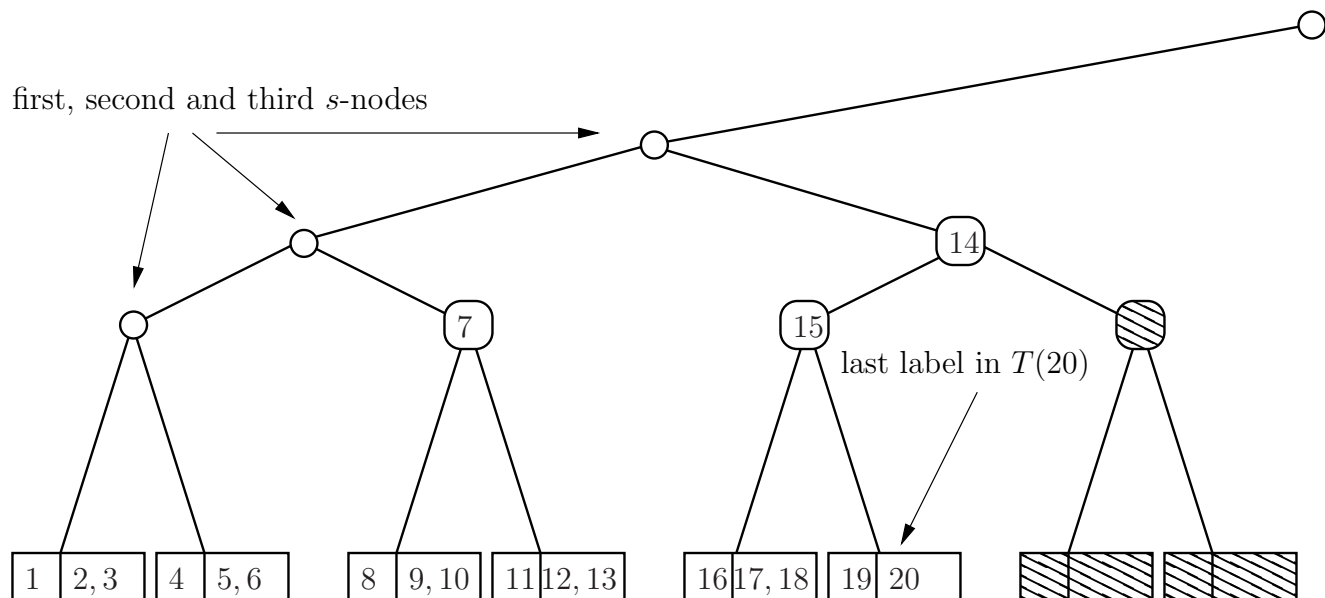 first, second and third s-nodes
14
7
15
last label in T(20)
1 2, 3 4 5, 6 8 9, 10 11 12, 13 16 17, 18 19 20